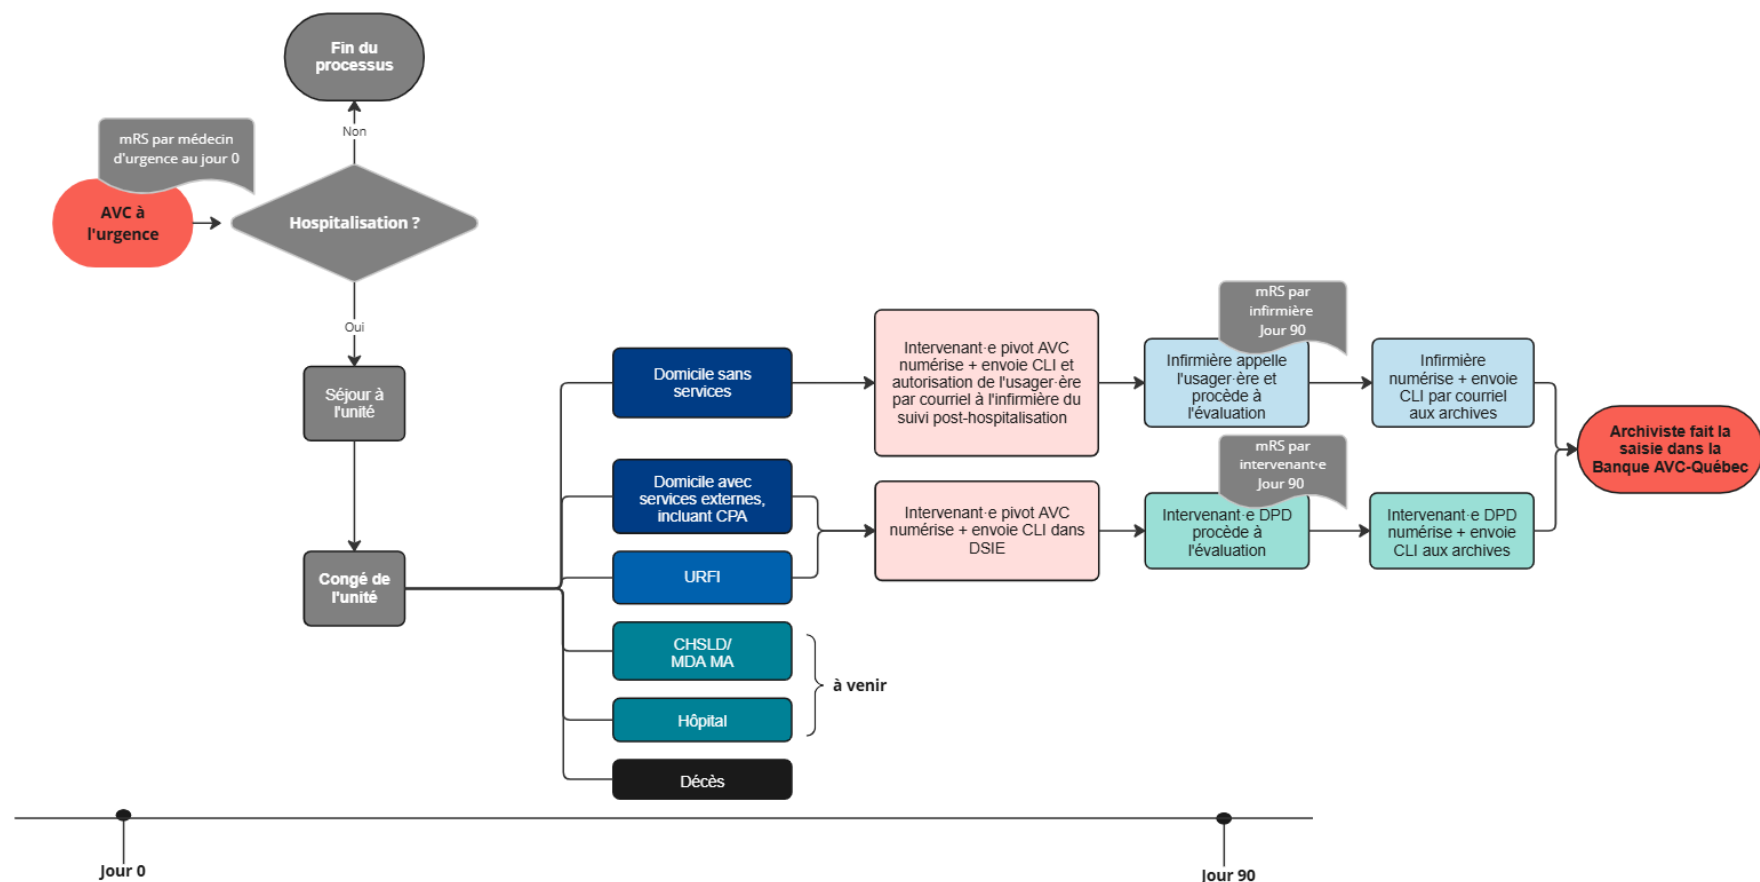 Fin du
processus
Non
mRS par médecin
d'urgence au jour 0
AVC à
l'urgence
Hospitalisation ?
Oui
Séjour à
l'unité
Congé de
l'unité
Domicile sans
services
Domicile avec
services externes,
incluant CPA
URFI
CHSLD/
MDA MA
Hôpital
à venir
Décès
Intervenant·e pivot AVC
numérise + envoie CLI et
autorisation de l'usager·ère
par courriel à l'infirmière du
suivi post-hospitalisation
Intervenant·e pivot AVC
numérise + envoie CLI dans
DSIE
mRS par
infirmière
Jour 90
Infirmière appelle
l'usager·ère et
procède à
l'évaluation
Infirmière
numérise + envoie
CLI par courriel
aux archives
mRS par
intervenant·e
Jour 90
Intervenant·e DPD
procède à
l'évaluation
Intervenant·e DPD
numérise + envoie
CLI aux archives
Archiviste fait la
saisie dans la
Banque AVC-Québec
Jour 0
Jour 90